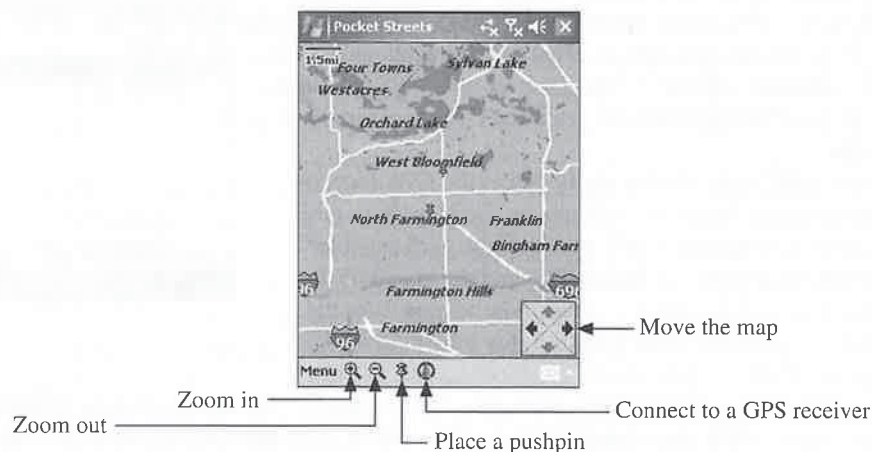 Pocket Streets
1.5mi
Four Towns
Sylvan Lake
Westacres
Orchard Lake
West Bloomfield
North Farmington
Franklin
Bingham Farr
Farmington Hills
96
696
Farmington
96
Move the map
Menu
Zoom in
Connect to a GPS receiver
Zoom out
Place a pushpin